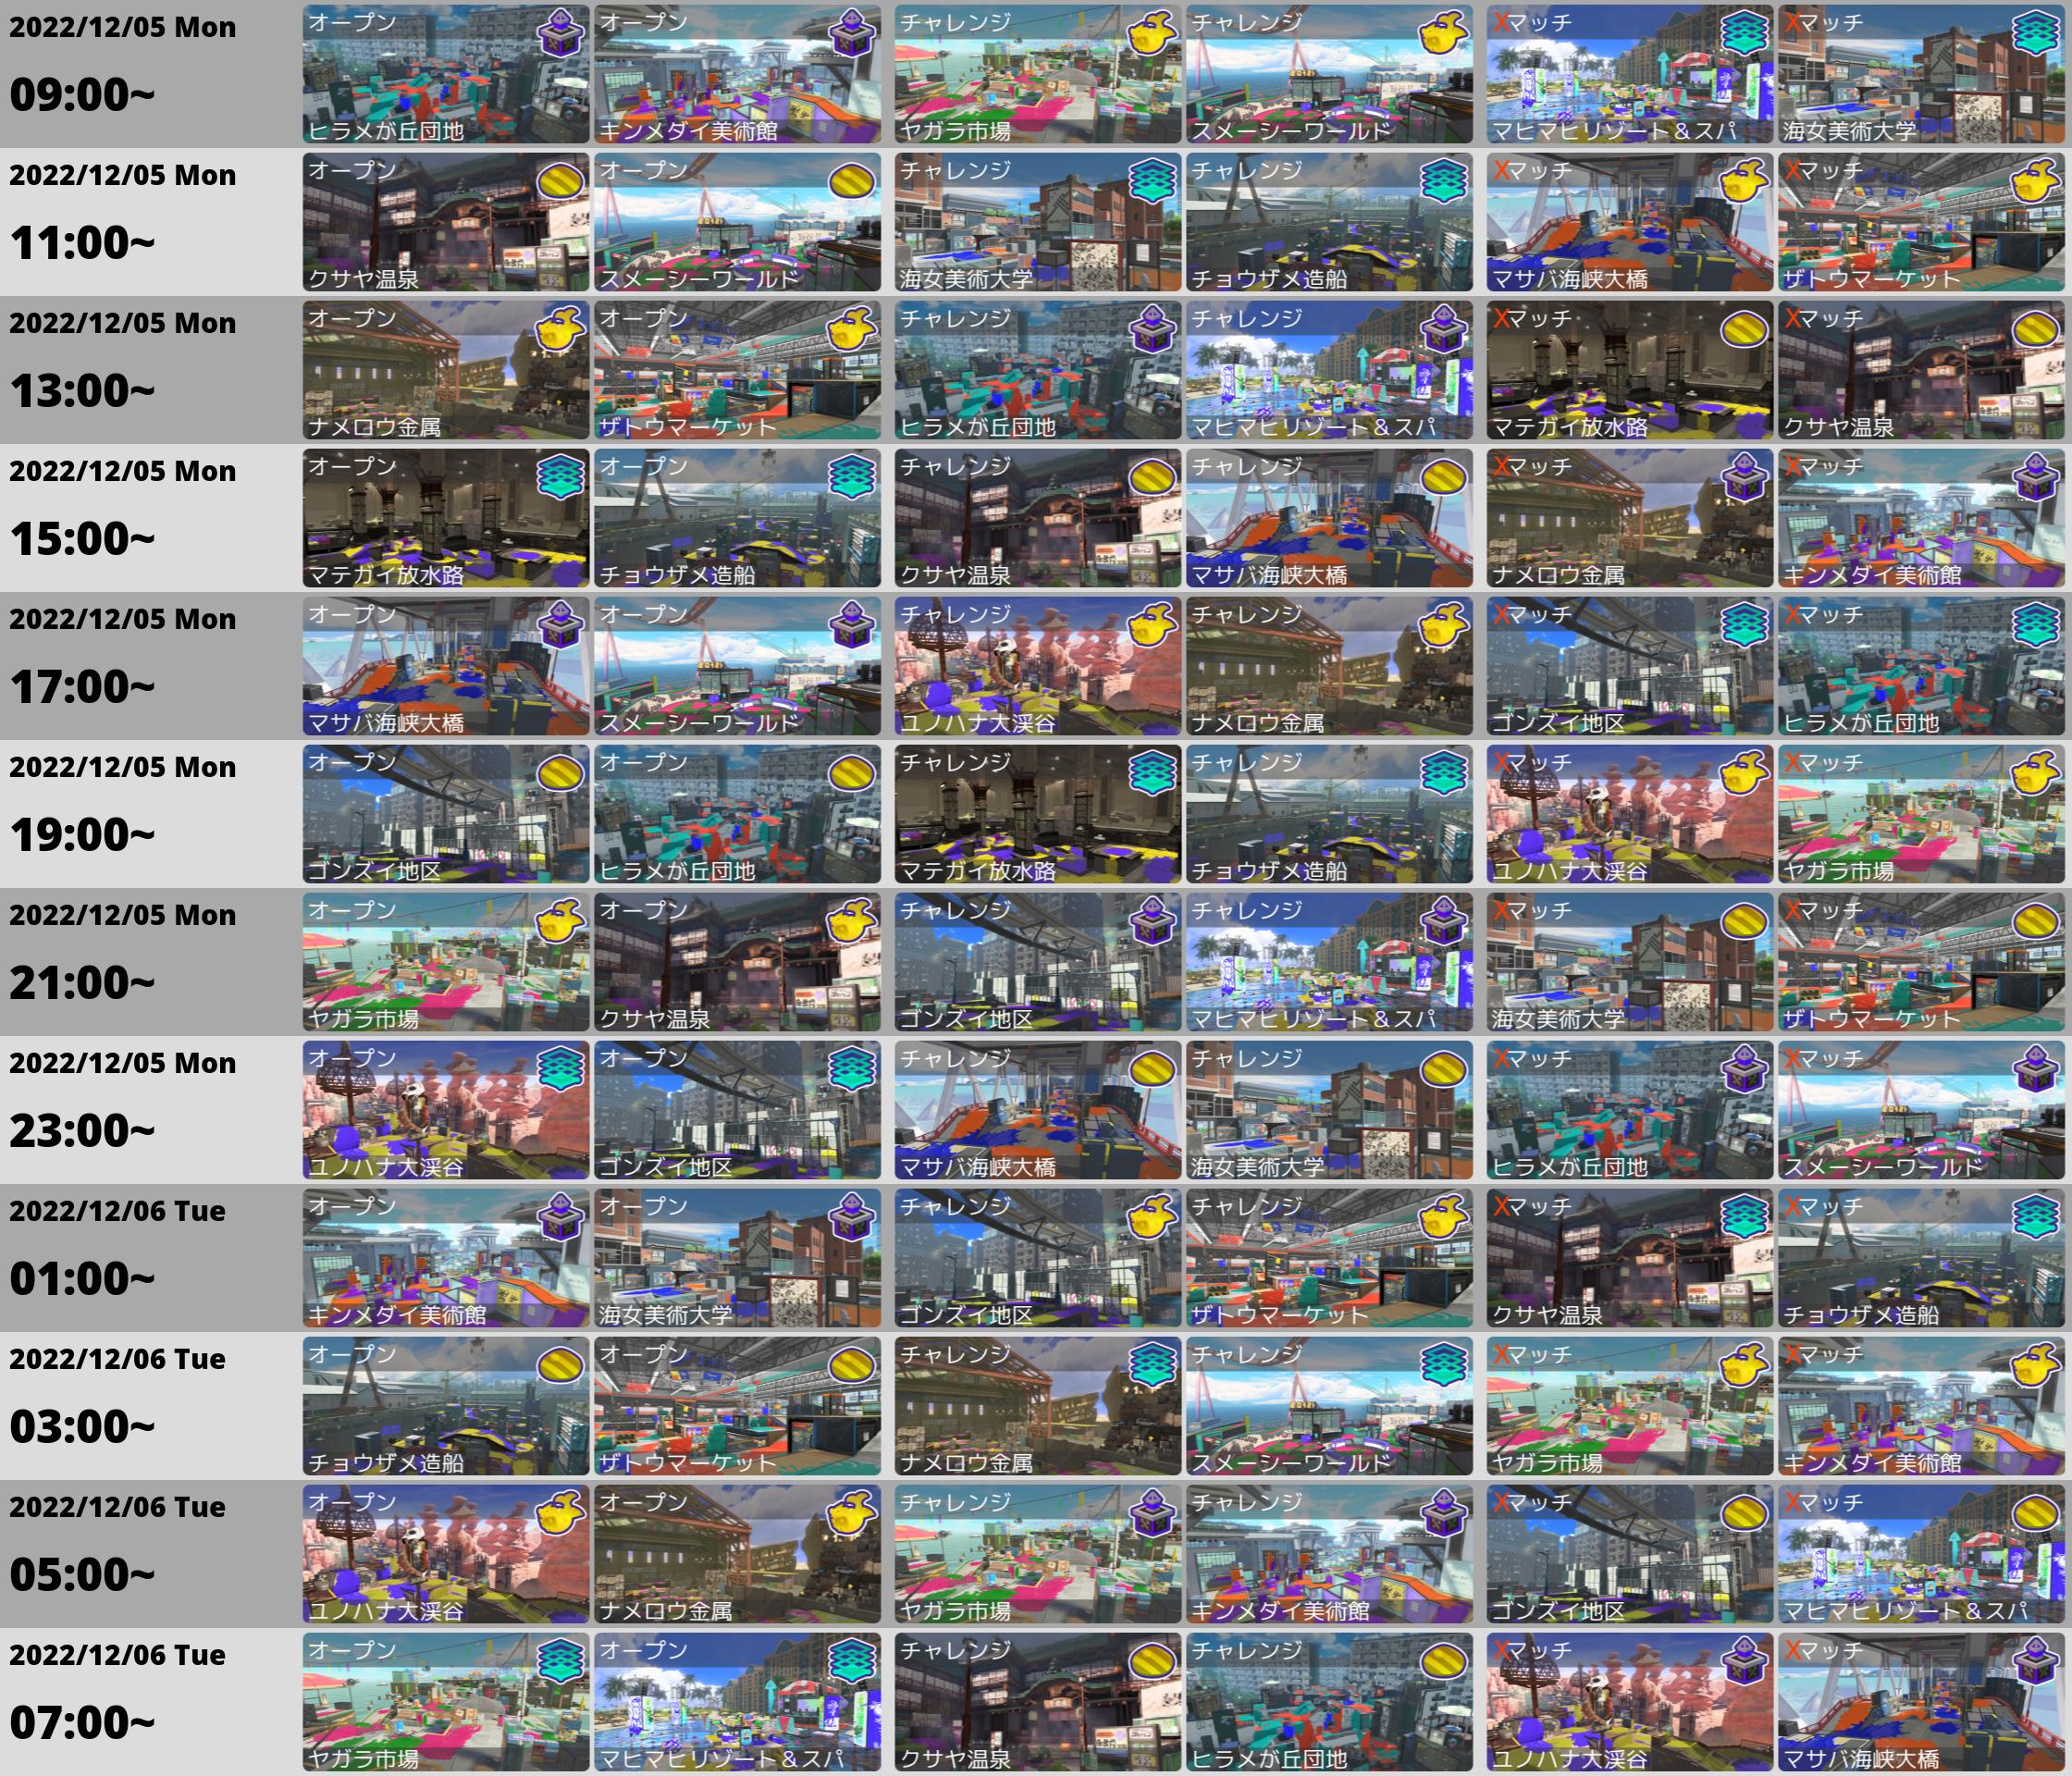 2022/12/05 Mon
09:00~
オープン オープン チャレンジ チャレンジ Xマッチ Xマッチ
ヒラメが丘団地 キンメダイ美術館 ヤガラ市場 スメーシーワールド マヒマヒリゾート＆スパ 海女美術大学
2022/12/05 Mon
11:00~
オープン オープン チャレンジ チャレンジ Xマッチ Xマッチ
クサヤ温泉 スメーシーワールド 海女美術大学 チョウザメ造船 マサバ海峡大橋 ザトウマーケット
2022/12/05 Mon
13:00~
オープン オープン チャレンジ チャレンジ Xマッチ Xマッチ
ナメロウ金属 ザトウマーケット ヒラメが丘団地 マヒマヒリゾート＆スパ マテガイ放水路 クサヤ温泉
2022/12/05 Mon
15:00~
オープン オープン チャレンジ チャレンジ Xマッチ Xマッチ
マテガイ放水路 チョウザメ造船 クサヤ温泉 マサバ海峡大橋 ナメロウ金属 キンメダイ美術館
2022/12/05 Mon
17:00~
オープン オープン チャレンジ チャレンジ Xマッチ Xマッチ
マサバ海峡大橋 スメーシーワールド ユノハナ大渓谷 ナメロウ金属 ゴンズイ地区 ヒラメが丘団地
2022/12/05 Mon
19:00~
オープン オープン チャレンジ チャレンジ Xマッチ Xマッチ
ゴンズイ地区 ヒラメが丘団地 マテガイ放水路 チョウザメ造船 ユノハナ大渓谷 ヤガラ市場
2022/12/05 Mon
21:00~
オープン オープン チャレンジ チャレンジ Xマッチ Xマッチ
ヤガラ市場 クサヤ温泉 ゴンズイ地区 マヒマヒリゾート＆スパ 海女美術大学 ザトウマーケット
2022/12/05 Mon
23:00~
オープン オープン チャレンジ チャレンジ Xマッチ Xマッチ
ユノハナ大渓谷 ゴンズイ地区 マサバ海峡大橋 海女美術大学 ヒラメが丘団地 スメーシーワールド
2022/12/06 Tue
01:00~
オープン オープン チャレンジ チャレンジ Xマッチ Xマッチ
キンメダイ美術館 海女美術大学 ゴンズイ地区 ザトウマーケット クサヤ温泉 チョウザメ造船
2022/12/06 Tue
03:00~
オープン オープン チャレンジ チャレンジ Xマッチ Xマッチ
チョウザメ造船 ザトウマーケット ナメロウ金属 スメーシーワールド ヤガラ市場 キンメダイ美術館
2022/12/06 Tue
05:00~
オープン オープン チャレンジ チャレンジ Xマッチ Xマッチ
ユノハナ大渓谷 ナメロウ金属 ヤガラ市場 キンメダイ美術館 ゴンズイ地区 マヒマヒリゾート＆スパ
2022/12/06 Tue
07:00~
オープン オープン チャレンジ チャレンジ Xマッチ Xマッチ
ヤガラ市場 マヒマヒリゾート＆スパ クサヤ温泉 ヒラメが丘団地 ユノハナ大渓谷 マサバ海峡大橋